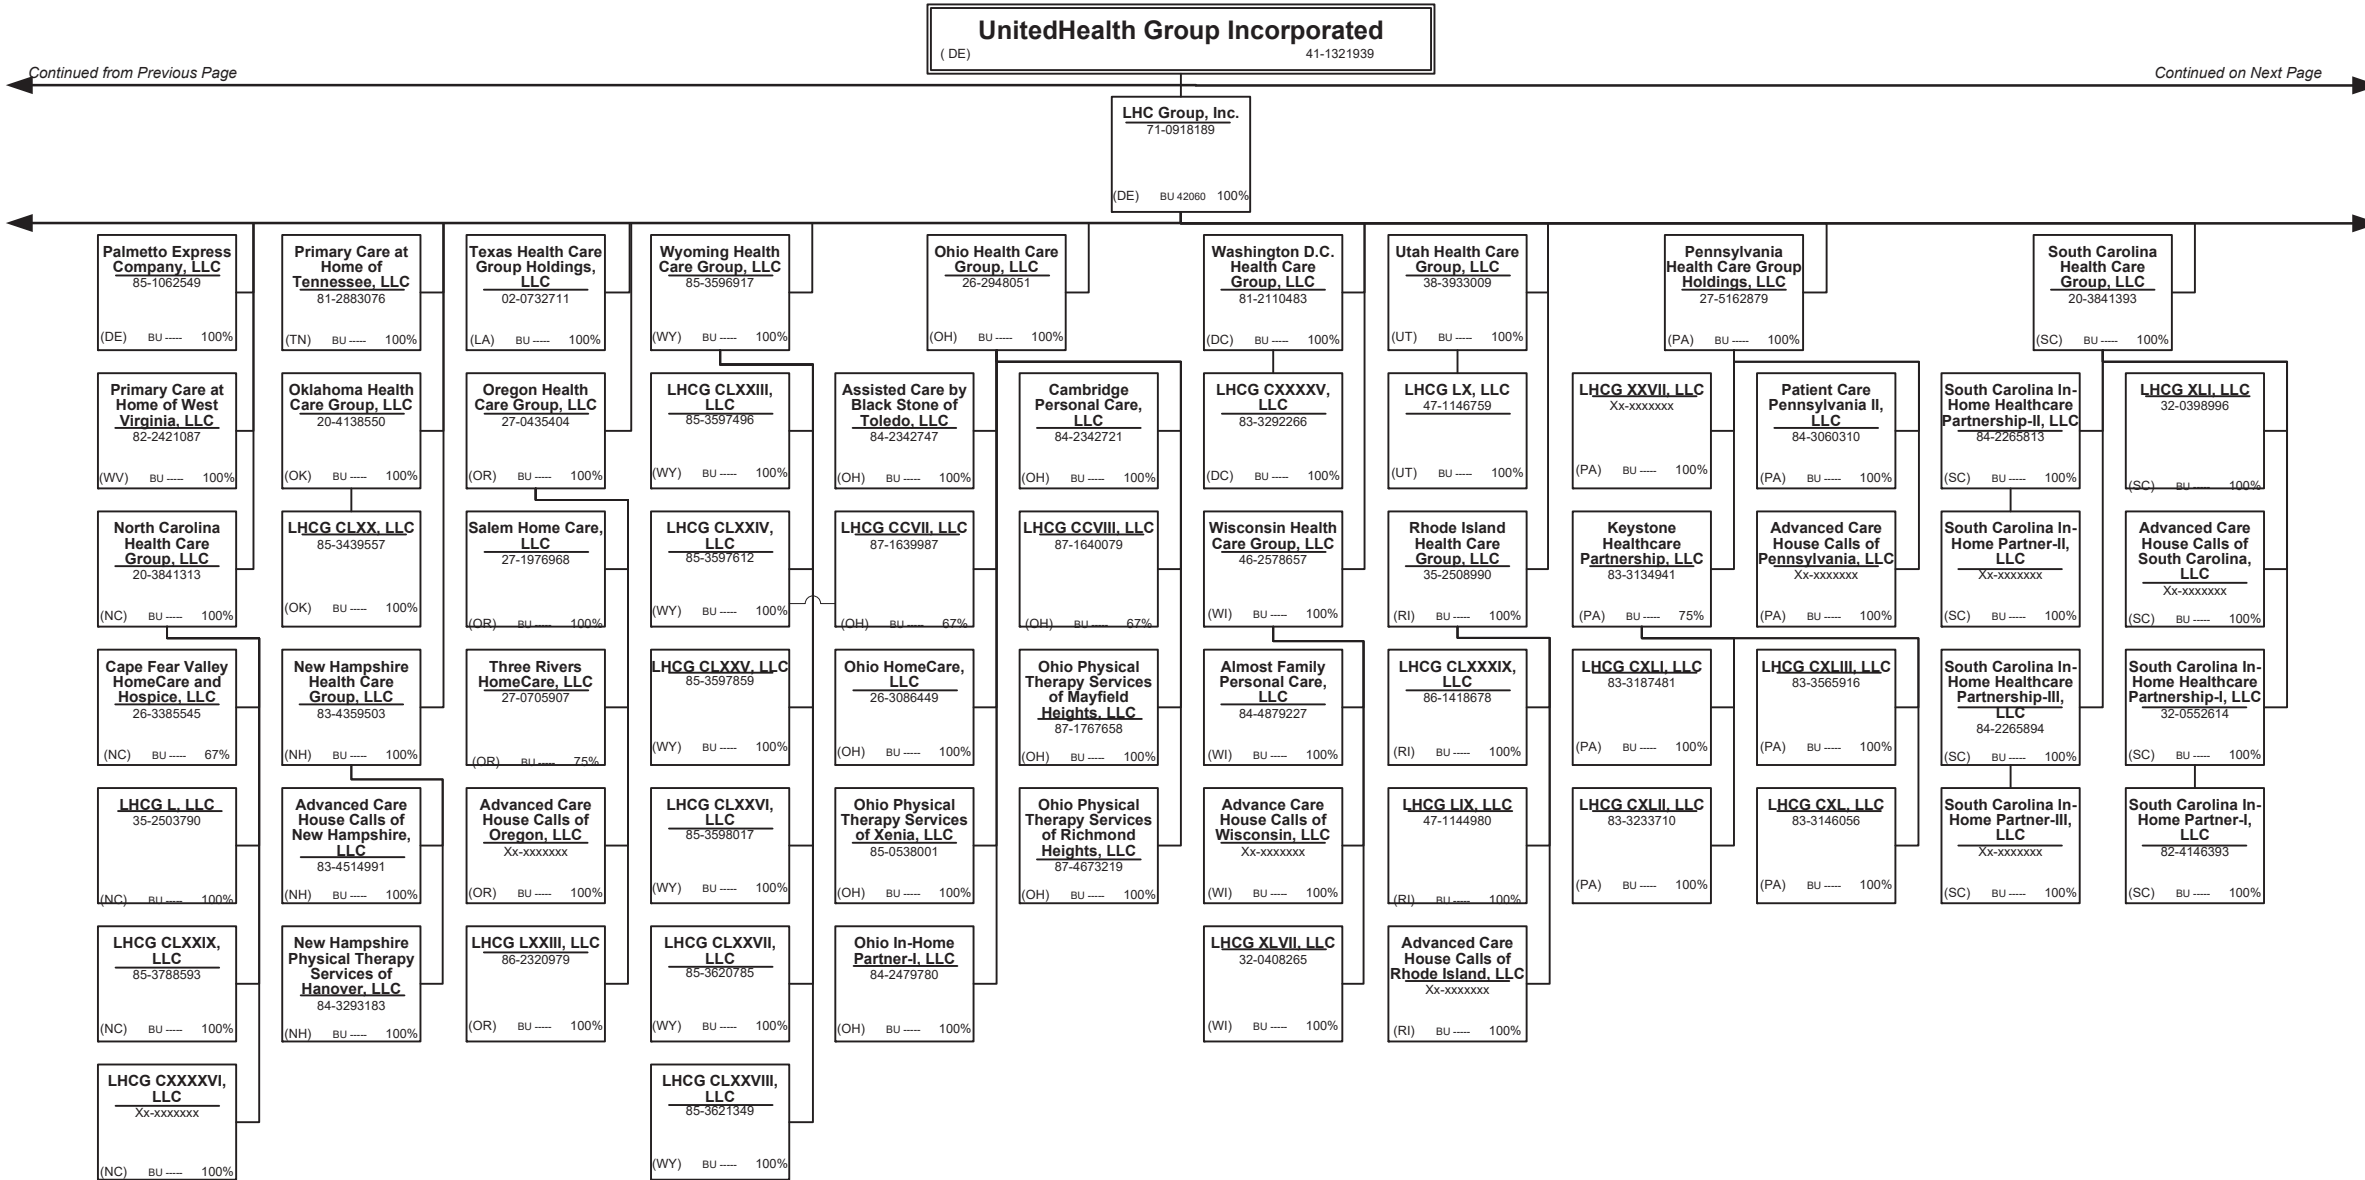 UnitedHealth Group Incorporated
( DE) 41-1321939
Continued from Previous Page
Continued on Next Page
LHC Group, Inc.
71-0918189
(DE) BU 42060 100%
Palmetto Express
Company, LLC
85-1062549
(DE) BU ----- 100%
Primary Care at
Home of
Tennessee, LLC
81-2883076
(TN) BU ----- 100%
Texas Health Care
Group Holdings,
LLC
02-0732711
(LA) BU ----- 100%
Wyoming Health
Care Group, LLC
85-3596917
(WY) BU ----- 100%
Ohio Health Care
Group, LLC
26-2948051
(OH) BU ----- 100%
Washington D.C.
Health Care
Group, LLC
81-2110483
(DC) BU ----- 100%
Utah Health Care
Group, LLC
38-3933009
(UT) BU ----- 100%
Pennsylvania
Health Care Group
Holdings, LLC
27-5162879
(PA) BU ----- 100%
South Carolina
Health Care
Group, LLC
20-3841393
(SC) BU ----- 100%
Primary Care at
Home of West
Virginia, LLC
82-2421087
(WV) BU ----- 100%
Oklahoma Health
Care Group, LLC
20-4138550
(OK) BU ----- 100%
Oregon Health
Care Group, LLC
27-0435404
(OR) BU ----- 100%
LHCG CLXXIII,
LLC
85-3597496
(WY) BU ----- 100%
Assisted Care by
Black Stone of
Toledo, LLC
84-2342747
(OH) BU ----- 100%
Cambridge
Personal Care,
LLC
84-2342721
(OH) BU ----- 100%
LHCG CXXXXV,
LLC
83-3292266
(DC) BU ----- 100%
LHCG LX, LLC
47-1146759
(UT) BU ----- 100%
LHCG XXVII, LLC
Xx-xxxxxxx
(PA) BU ----- 100%
Patient Care
Pennsylvania II,
LLC
84-3060310
(PA) BU ----- 100%
South Carolina In-
Home Healthcare
Partnership-II, LLC
84-2265813
(SC) BU ----- 100%
LHCG XLI, LLC
32-0398996
(SC) BU ----- 100%
North Carolina
Health Care
Group, LLC
20-3841313
(NC) BU ----- 100%
LHCG CLXX, LLC
85-3439557
(OK) BU ----- 100%
Salem Home Care,
LLC
27-1976968
(OR) BU ----- 100%
LHCG CLXXIV,
LLC
85-3597612
(WY) BU ----- 100%
LHCG CCVII, LLC
87-1639987
(OH) BU ----- 67%
LHCG CCVIII, LLC
87-1640079
(OH) BU ----- 67%
Wisconsin Health
Care Group, LLC
46-2578657
(WI) BU ----- 100%
Rhode Island
Health Care
Group, LLC
35-2508990
(RI) BU ----- 100%
Keystone
Healthcare
Partnership, LLC
83-3134941
(PA) BU ----- 75%
Advanced Care
House Calls of
Pennsylvania, LLC
Xx-xxxxxxx
(PA) BU ----- 100%
South Carolina In-
Home Partner-II,
LLC
Xx-xxxxxxx
(SC) BU ----- 100%
Advanced Care
House Calls of
South Carolina,
LLC
Xx-xxxxxxx
(SC) BU ----- 100%
Cape Fear Valley
HomeCare and
Hospice, LLC
26-3385545
(NC) BU ----- 67%
New Hampshire
Health Care
Group, LLC
83-4359503
(NH) BU ----- 100%
Three Rivers
HomeCare, LLC
27-0705907
(OR) BU ----- 75%
LHCG CLXXV, LLC
85-3597859
(WY) BU ----- 100%
Ohio HomeCare,
LLC
26-3086449
(OH) BU ----- 100%
Ohio Physical
Therapy Services
of Mayfield
Heights, LLC
87-1767658
(OH) BU ----- 100%
Almost Family
Personal Care,
LLC
84-4879227
(WI) BU ----- 100%
LHCG CLXXXIX,
LLC
86-1418678
(RI) BU ----- 100%
LHCG CXLI, LLC
83-3187481
(PA) BU ----- 100%
LHCG CXLIII, LLC
83-3565916
(PA) BU ----- 100%
South Carolina In-
Home Healthcare
Partnership-III,
LLC
84-2265894
(SC) BU ----- 100%
South Carolina In-
Home Healthcare
Partnership-I, LLC
32-0552614
(SC) BU ----- 100%
LHCG L, LLC
35-2503790
(NC) BU ----- 100%
Advanced Care
House Calls of
New Hampshire,
LLC
83-4514991
(NH) BU ----- 100%
Advanced Care
House Calls of
Oregon, LLC
Xx-xxxxxxx
(OR) BU ----- 100%
LHCG CLXXVI,
LLC
85-3598017
(WY) BU ----- 100%
Ohio Physical
Therapy Services
of Xenia, LLC
85-0538001
(OH) BU ----- 100%
Ohio Physical
Therapy Services
of Richmond
Heights, LLC
87-4673219
(OH) BU ----- 100%
Advance Care
House Calls of
Wisconsin, LLC
Xx-xxxxxxx
(WI) BU ----- 100%
LHCG LIX, LLC
47-1144980
(RI) BU ----- 100%
LHCG CXLII, LLC
83-3233710
(PA) BU ----- 100%
LHCG CXL, LLC
83-3146056
(PA) BU ----- 100%
South Carolina In-
Home Partner-III,
LLC
Xx-xxxxxxx
(SC) BU ----- 100%
South Carolina In-
Home Partner-I,
LLC
82-4146393
(SC) BU ----- 100%
LHCG CLXXIX,
LLC
85-3788593
(NC) BU ----- 100%
New Hampshire
Physical Therapy
Services of
Hanover, LLC
84-3293183
(NH) BU ----- 100%
LHCG LXXIII, LLC
86-2320979
(OR) BU ----- 100%
LHCG CLXXVII,
LLC
85-3620785
(WY) BU ----- 100%
Ohio In-Home
Partner-I, LLC
84-2479780
(OH) BU ----- 100%
LHCG XLVII, LLC
32-0408265
(WI) BU ----- 100%
Advanced Care
House Calls of
Rhode Island, LLC
Xx-xxxxxxx
(RI) BU ----- 100%
LHCG CXXXXVI,
LLC
Xx-xxxxxxx
(NC) BU ----- 100%
LHCG CLXXVIII,
LLC
85-3621349
(WY) BU ----- 100%